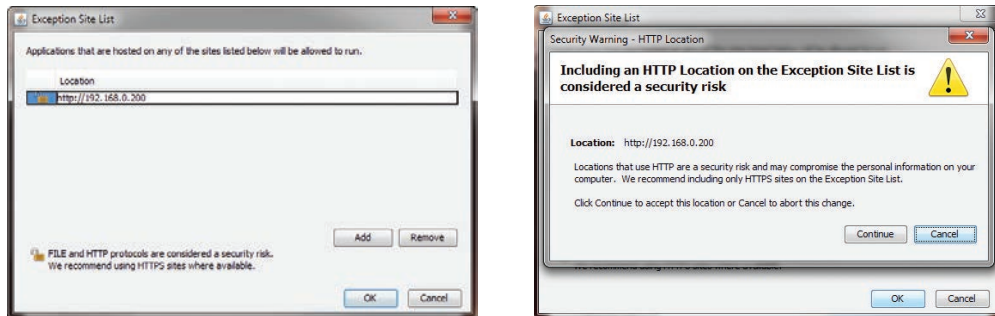 Exception Site List
Applications that are hosted on any of the sites listed below will be allowed to run.
Location
http://192.168.0.200
Add
Remove
FILE and HTTP protocols are considered a security risk.
We recommend using HTTPS sites where available.
OK
Cancel
Exception Site List
Security Warning - HTTP Location
Including an HTTP Location on the Exception Site List is
considered a security risk
Location: http://192.168.0.200
Locations that use HTTP are a security risk and may compromise the personal information on your
computer. We recommend including only HTTPS sites on the Exception Site List.
Click Continue to accept this location or Cancel to abort this change.
Continue
Cancel
OK
Cancel